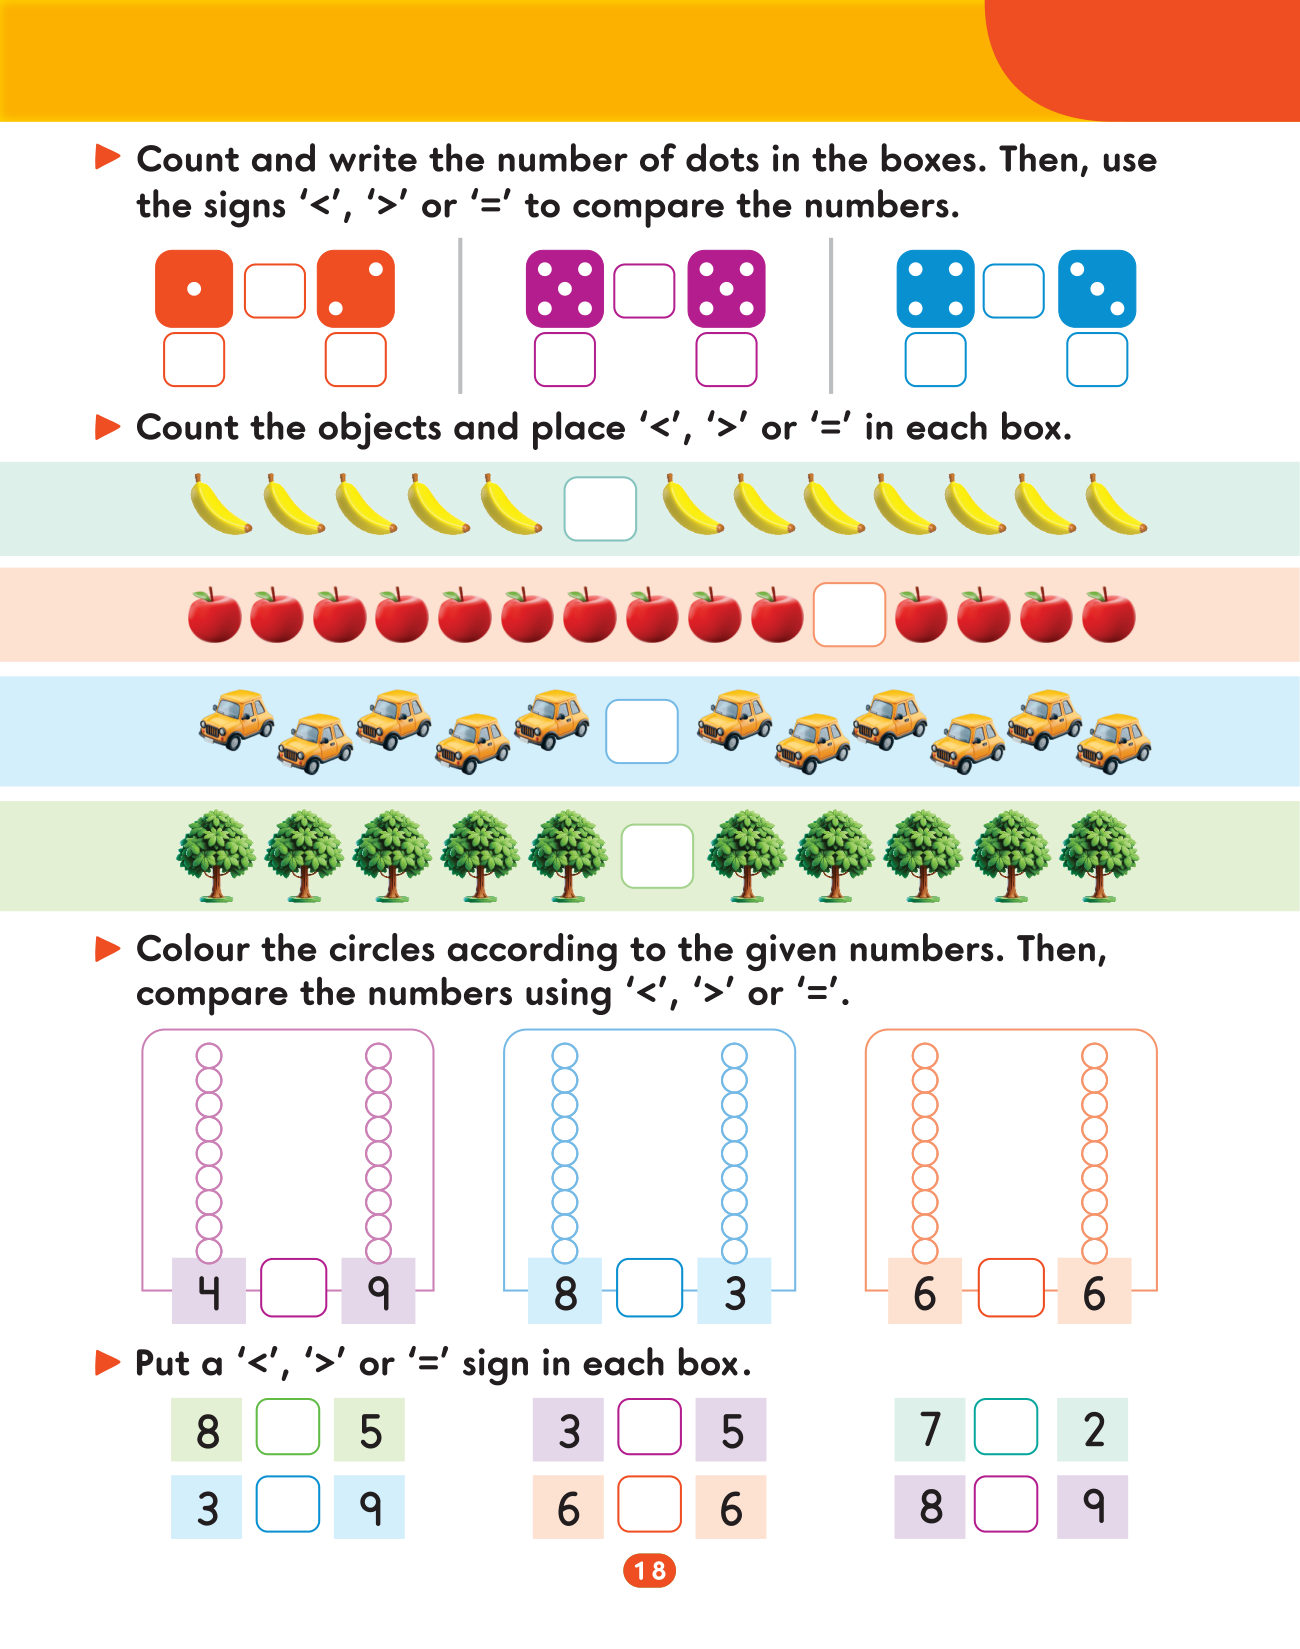 Count and write the number of dots in the boxes. Then, use
the signs ‘<’, ‘>’ or ‘=’ to compare the numbers.
Count the objects and place ‘<’, ‘>’ or ‘=’ in each box.
Colour the circles according to the given numbers. Then,
compare the numbers using ‘<’, ‘>’ or ‘=’.
4 9 8 3 6 6
Put a ‘<’, ‘>’ or ‘=’ sign in each box.
8 5 3 5 7 2
3 9 6 6 8 9
18